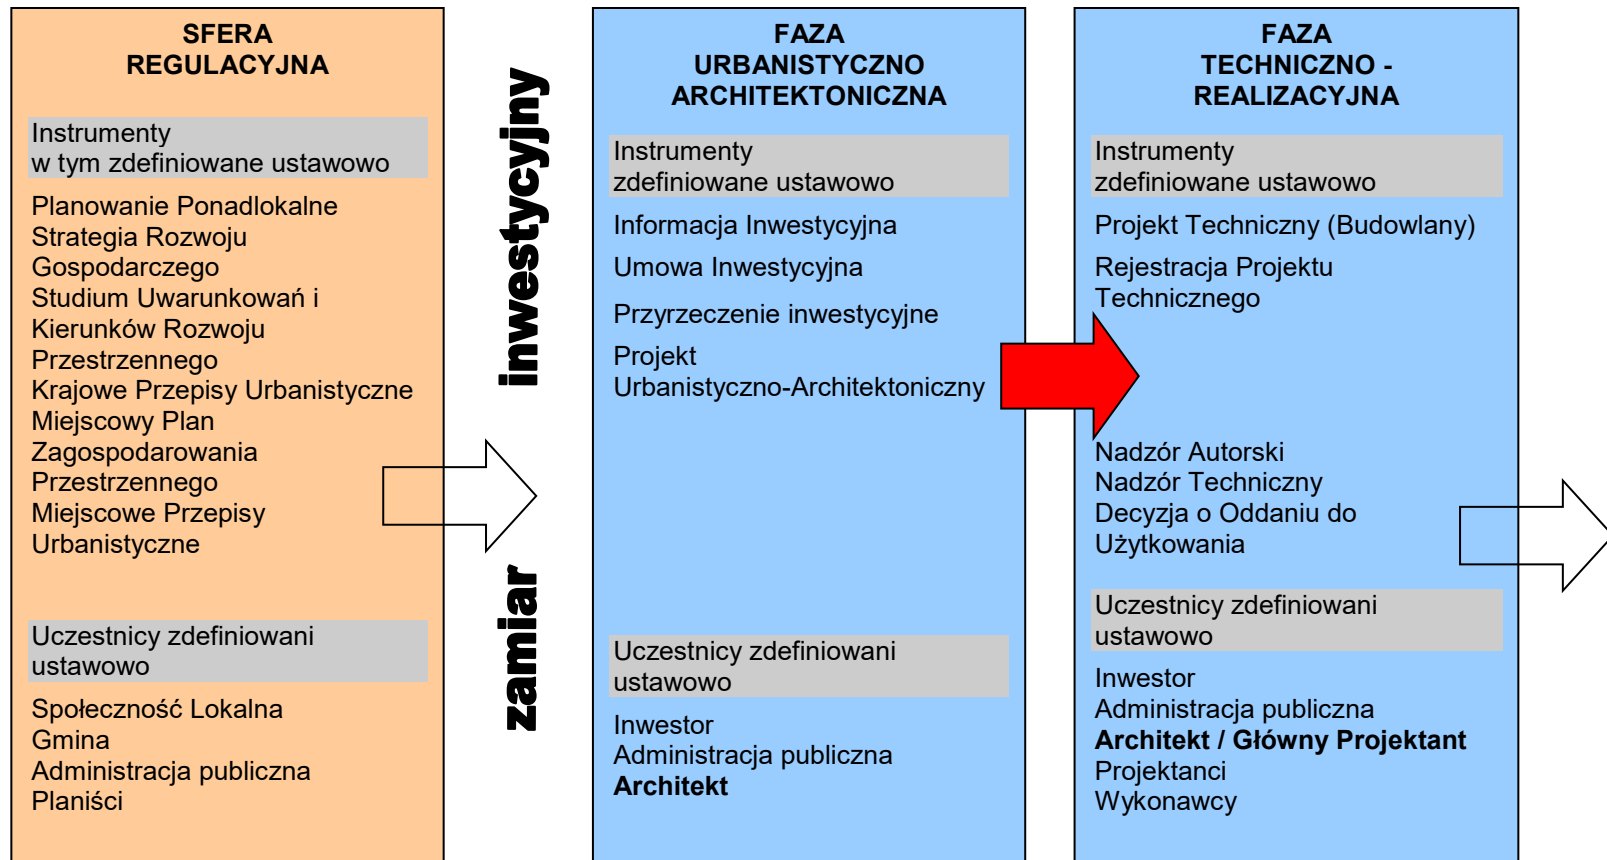 SFERA
REGULACYJNA
Instrumenty
w tym zdefiniowane ustawowo
Planowanie Ponadlokalne
Strategia Rozwoju
Gospodarczego
Studium Uwarunkowań i
Kierunków Rozwoju
Przestrzennego
Krajowe Przepisy Urbanistyczne
Miejscowy Plan
Zagospodarowania
Przestrzennego
Miejscowe Przepisy
Urbanistyczne
Uczestnicy zdefiniowani
ustawowo
Społeczność Lokalna
Gmina
Administracja publiczna
Planiści
zamiar inwestycyjny
FAZA
URBANISTYCZNO
ARCHITEKTONICZNA
Instrumenty
zdefiniowane ustawowo
Informacja Inwestycyjna
Umowa Inwestycyjna
Przyrzeczenie inwestycyjne
Projekt
Urbanistyczno-Architektoniczny
Uczestnicy zdefiniowani
ustawowo
Inwestor
Administracja publiczna
Architekt
FAZA
TECHNICZNO -
REALIZACYJNA
Instrumenty
zdefiniowane ustawowo
Projekt Techniczny (Budowlany)
Rejestracja Projektu
Technicznego
Nadzór Autorski
Nadzór Techniczny
Decyzja o Oddaniu do
Użytkowania
Uczestnicy zdefiniowani
ustawowo
Inwestor
Administracja publiczna
Architekt / Główny Projektant
Projektanci
Wykonawcy